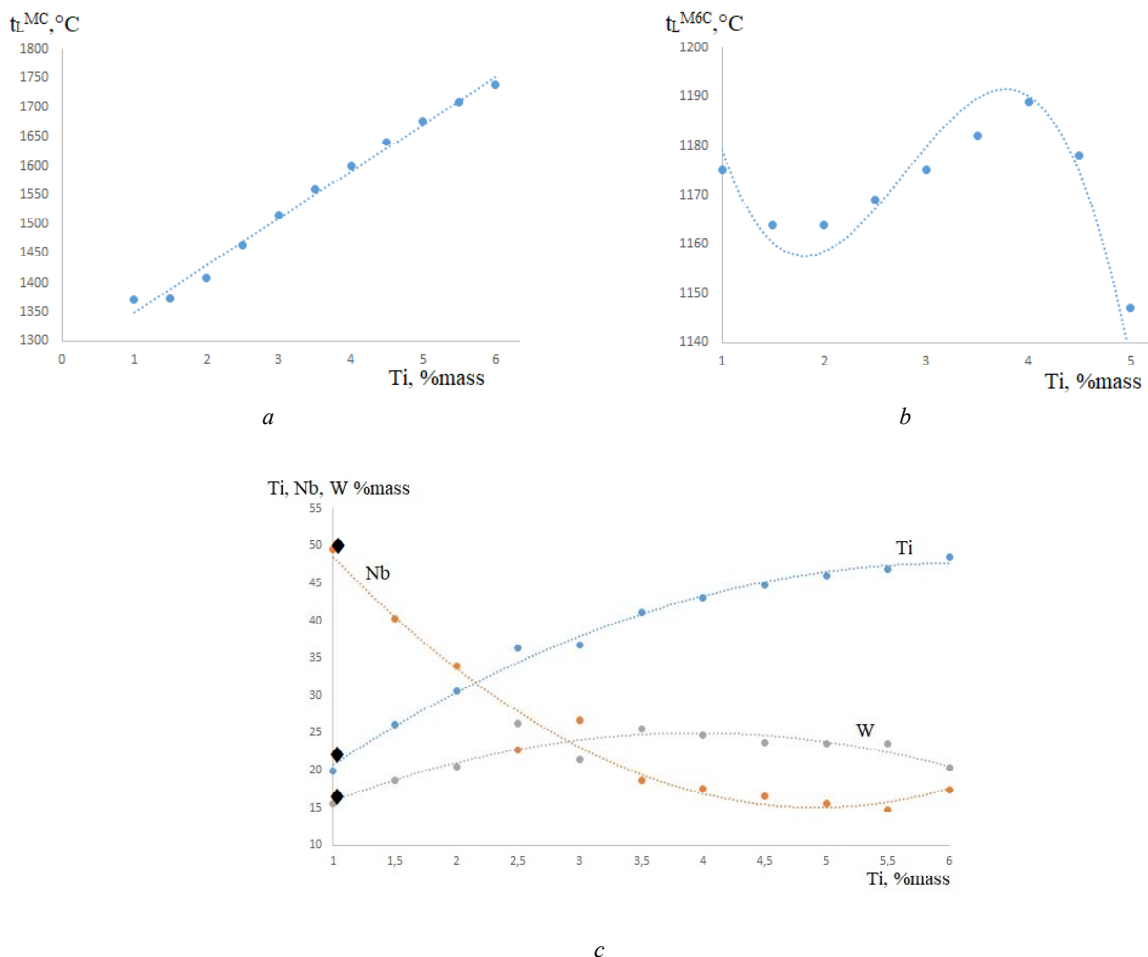 t_L^MC,°C
1800
1750
1700
1650
1600
1550
1500
1450
1400
1350
1300
0 1 2 3 4 5 6
Ti, %mass
a
t_L^M6C,°C
1200
1190
1180
1170
1160
1150
1140
1 2 3 4 5
Ti, %mass
b
Ti, Nb, W %mass
55
50
45
40
35
30
25
20
15
10
Nb
Ti
W
1 1,5 2 2,5 3 3,5 4 4,5 5 5,5 6
Ti, %mass
c